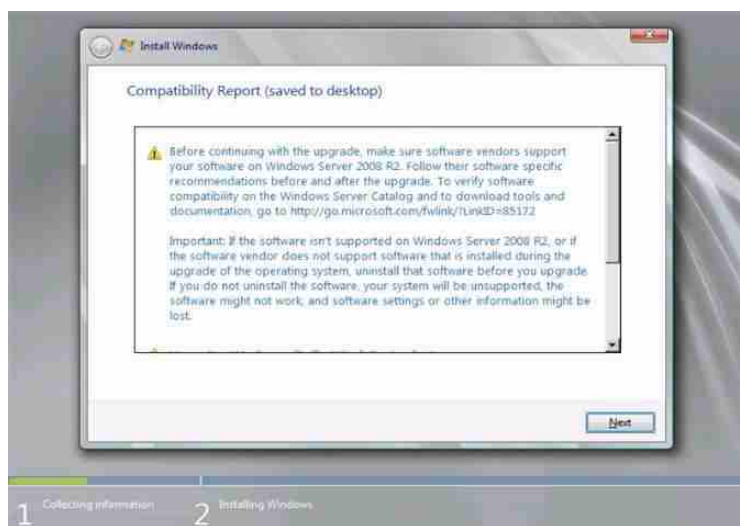 Install Windows
Compatibility Report (saved to desktop)
Before continuing with the upgrade, make sure software vendors support
your software on Windows Server 2008 R2. Follow their software specific
recommendations before and after the upgrade. To verify software
compatibility on the Windows Server Catalog and to download tools and
documentation, go to http://go.microsoft.com/fwlink/?LinkID=85172
Important: If the software isn't supported on Windows Server 2008 R2, or if
the software vendor does not support software that is installed during the
upgrade of the operating system, uninstall that software before you upgrade.
If you do not uninstall the software, your system will be unsupported, the
software might not work, and software settings or other information might be
lost.
Next
1 Collecting information 2 Installing Windows